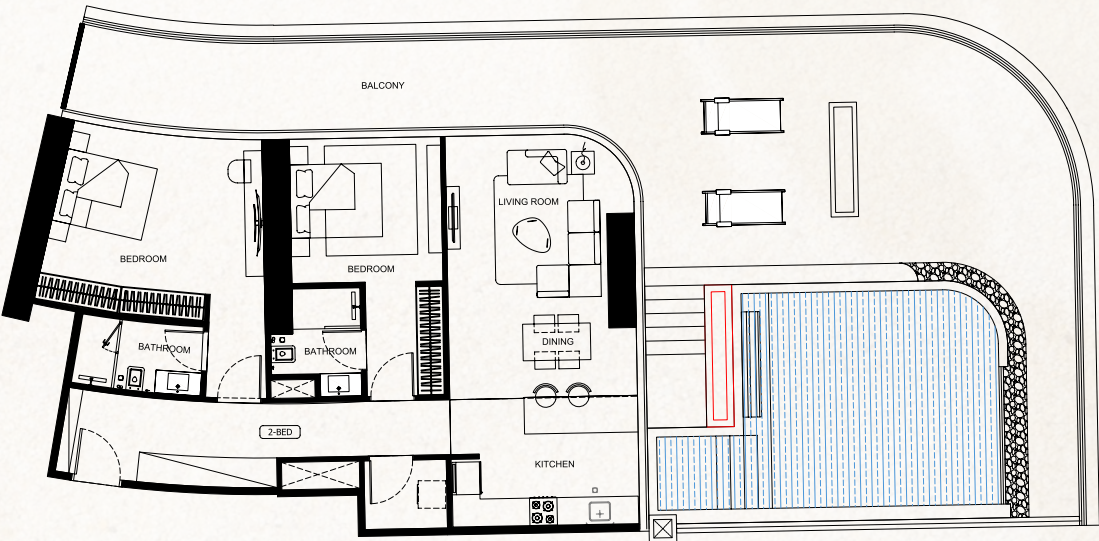 BALCONY
LIVING ROOM
BEDROOM
BEDROOM
DINING
BATHROOM
BATHROOM
2-BED
KITCHEN